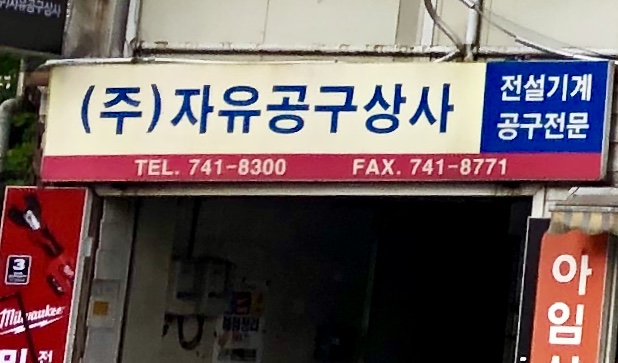 (주)자유공구상사
전설기계
공구전문
TEL. 741-8300
FAX. 741-8771
3
Milwaukee
아임